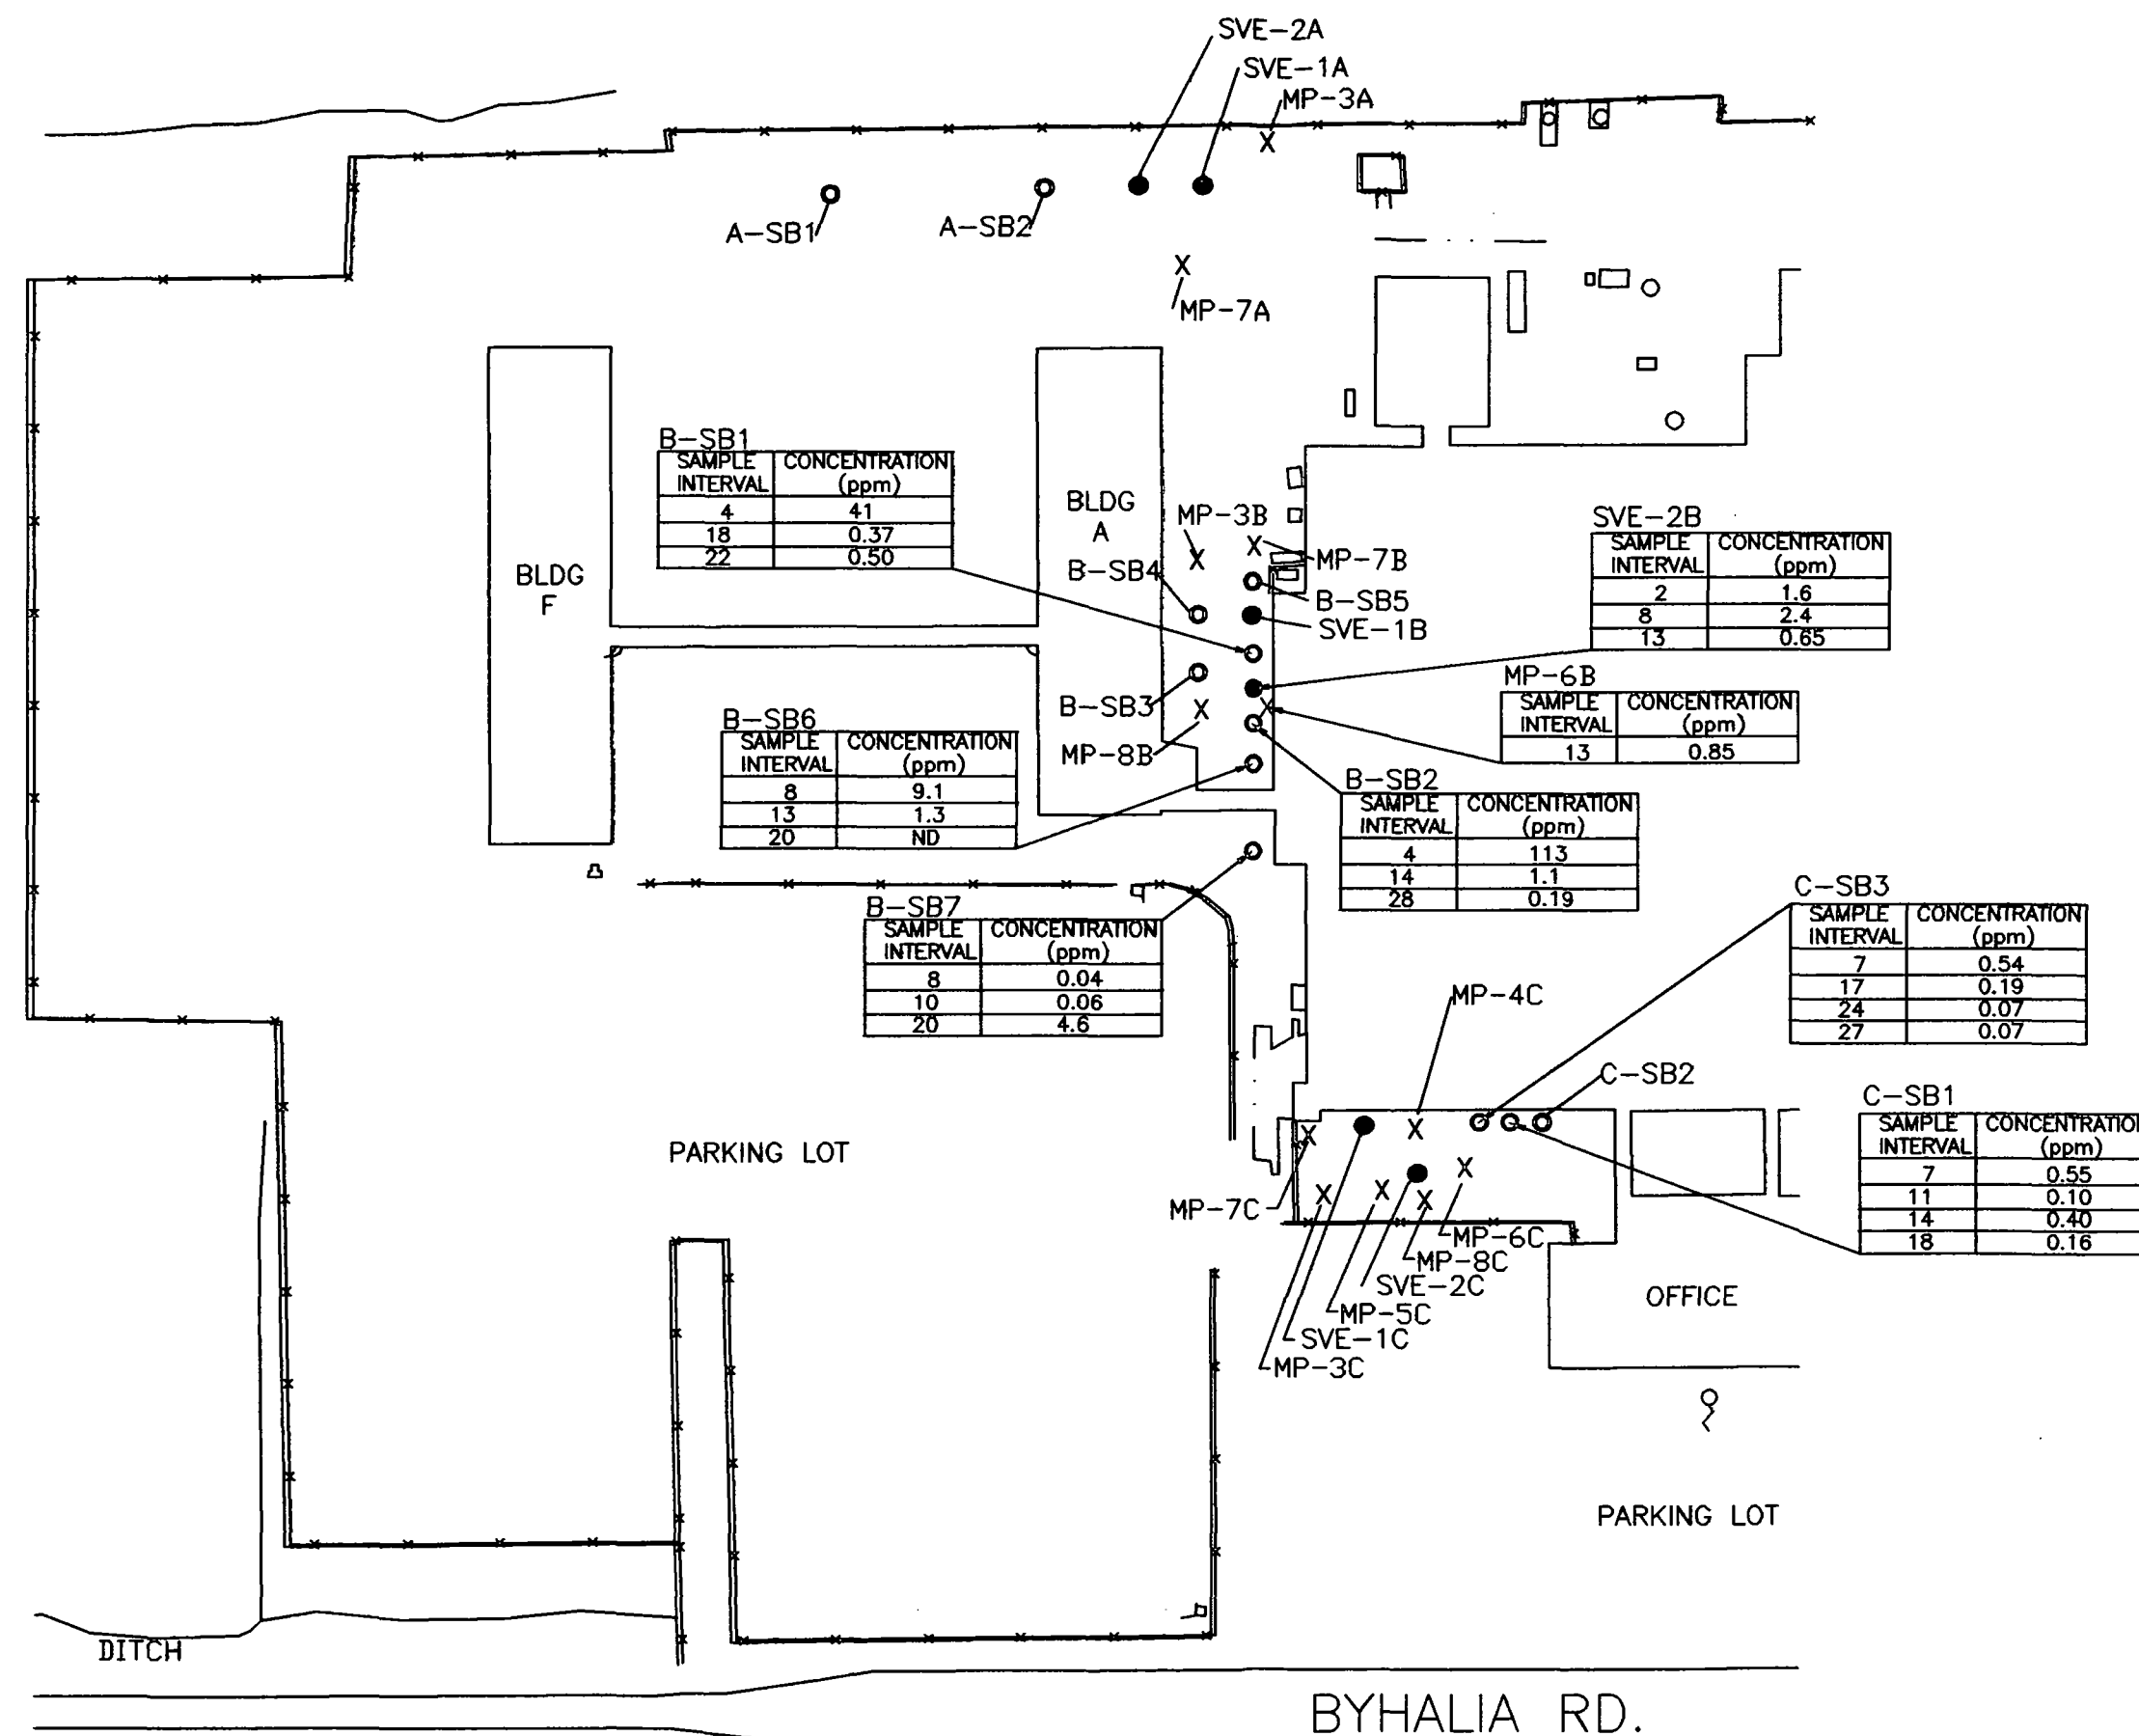 SVE-2A
SVE-1A
MP-3A
A-SB1
A-SB2
MP-7A
B-SB1
SAMPLE INTERVAL CONCENTRATION (ppm)
4 41
18 0.37
22 0.50
BLDG
A
BLDG
F
MP-3B
MP-7B
B-SB4
B-SB5
SVE-1B
SVE-2B
SAMPLE INTERVAL CONCENTRATION (ppm)
2 1.6
8 2.4
13 0.65
MP-6B
SAMPLE INTERVAL CONCENTRATION (ppm)
13 0.85
B-SB3
MP-8B
B-SB6
SAMPLE INTERVAL CONCENTRATION (ppm)
8 9.1
13 1.3
20 ND
B-SB2
SAMPLE INTERVAL CONCENTRATION (ppm)
4 113
14 1.1
28 0.19
B-SB7
SAMPLE INTERVAL CONCENTRATION (ppm)
8 0.04
10 0.06
20 4.6
C-SB3
SAMPLE INTERVAL CONCENTRATION (ppm)
7 0.54
17 0.19
24 0.07
27 0.07
MP-4C
C-SB2
C-SB1
SAMPLE INTERVAL CONCENTRATION (ppm)
7 0.55
11 0.10
14 0.40
18 0.16
PARKING LOT
MP-7C
MP-6C
MP-8C
SVE-2C
MP-5C
SVE-1C
MP-3C
OFFICE
PARKING LOT
DITCH
BYHALIA RD.